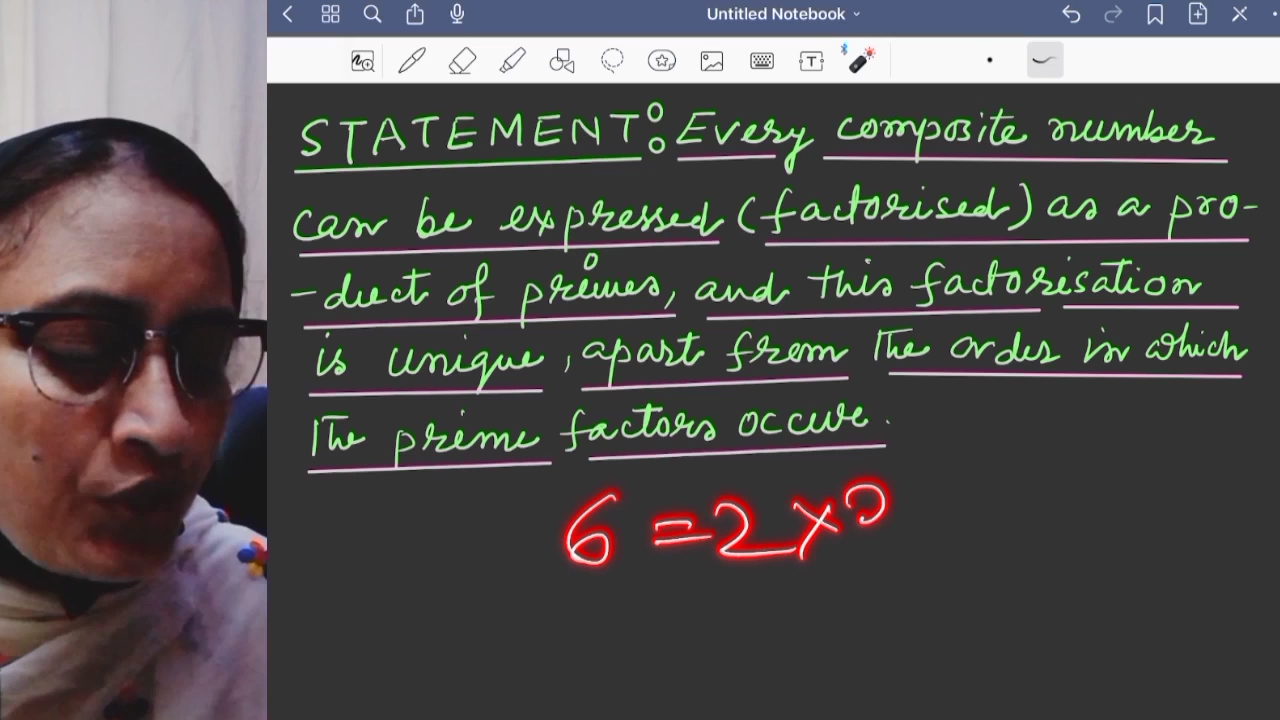 Untitled Notebook
STATEMENT: Every composite number
can be expressed (factorised) as a pro-
-duct of primes, and this factorisation
is unique, apart from the order in which
the prime factors occur.
6 = 2 ×